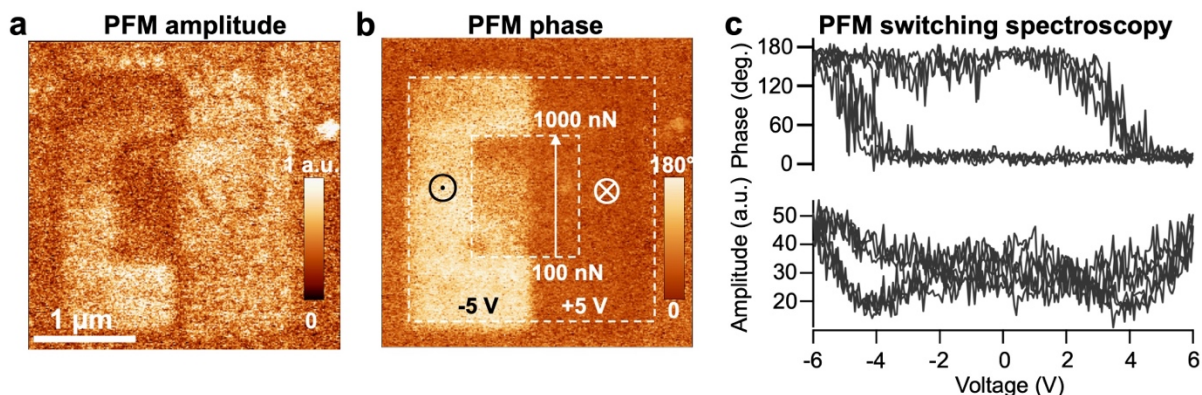 a PFM amplitude
1 a.u.
0
1 µm
b PFM phase
1000 nN
180°
100 nN
-5 V +5 V
0
c PFM switching spectroscopy
Phase (deg.)
180
120
60
0
Amplitude (a.u.)
50
40
30
20
-6 -4 -2 0 2 4 6
Voltage (V)